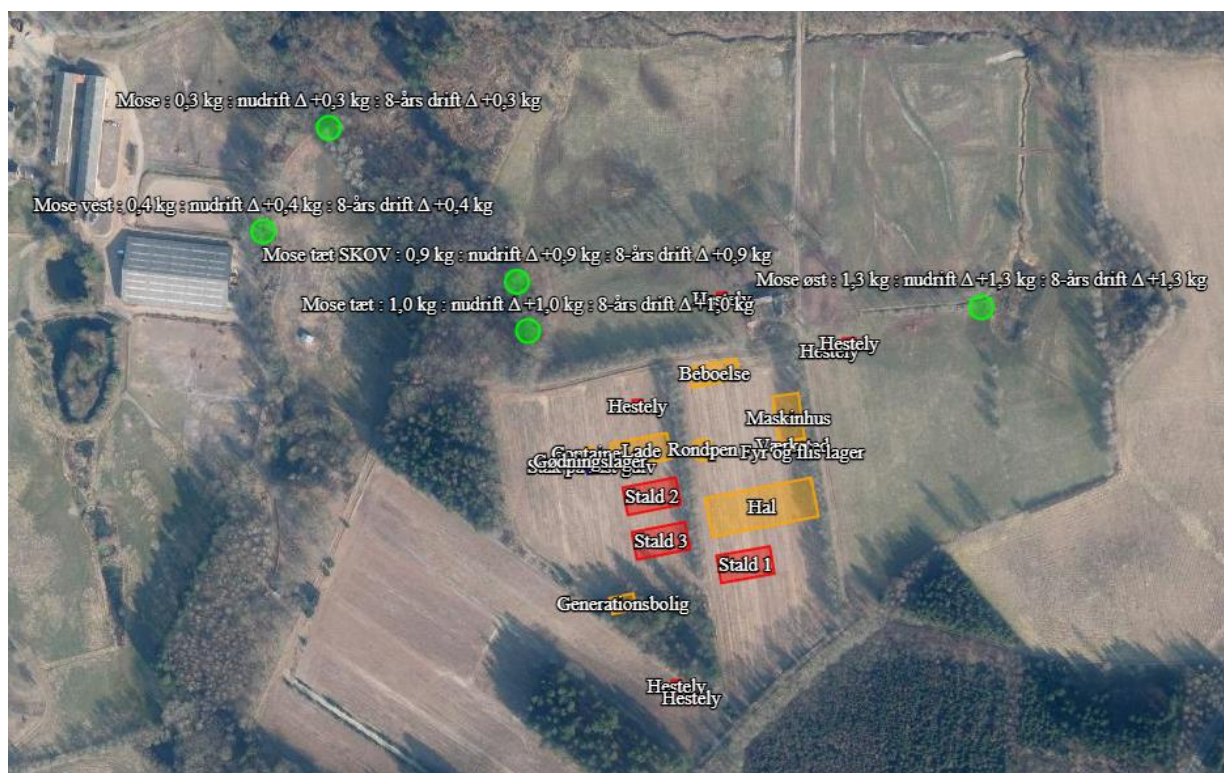 Mose : 0,3 kg : nudrift Δ +0,3 kg : 8-års drift Δ +0,3 kg
Mose vest : 0,4 kg : nudrift Δ +0,4 kg : 8-års drift Δ +0,4 kg
Mose tæt SKOV : 0,9 kg : nudrift Δ +0,9 kg : 8-års drift Δ +0,9 kg
Mose øst : 1,3 kg : nudrift Δ +1,3 kg : 8-års drift Δ +1,3 kg
Mose tæt : 1,0 kg : nudrift Δ +1,0 kg : 8-års drift Δ +1,0 kg
Hestely
Hestely
Hestely
Beboelse
Hestely
Maskinhus
Værksted
Lade
Rondpen
Fyr og flis lager
Gødningslager
Stald 2
Hal
Stald 3
Stald 1
Generationsbolig
Hestely
Hestely